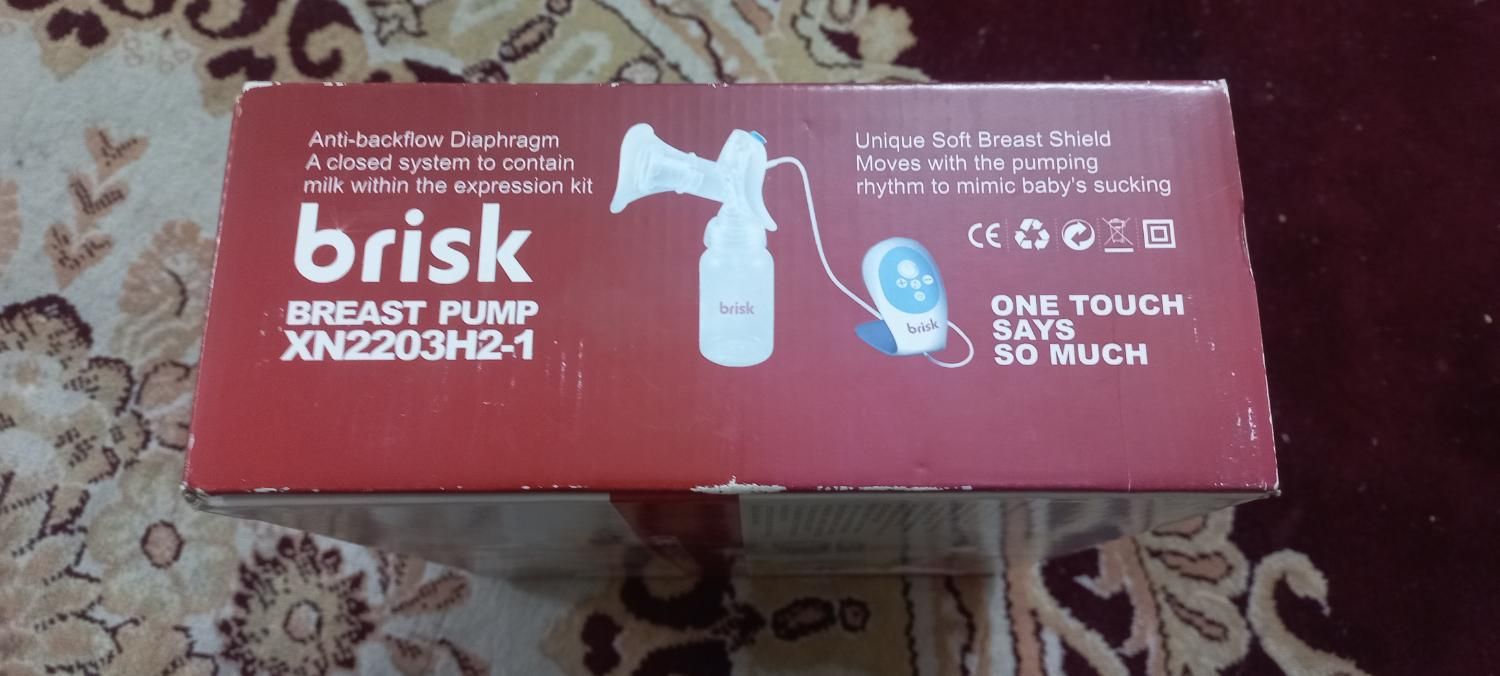 Anti-backflow Diaphragm
A closed system to contain
milk within the expression kit
brisk
BREAST PUMP
XN2203H2-1
brisk
brisk
Unique Soft Breast Shield
Moves with the pumping
rhythm to mimic baby's sucking
CE
ONE TOUCH
SAYS
SO MUCH